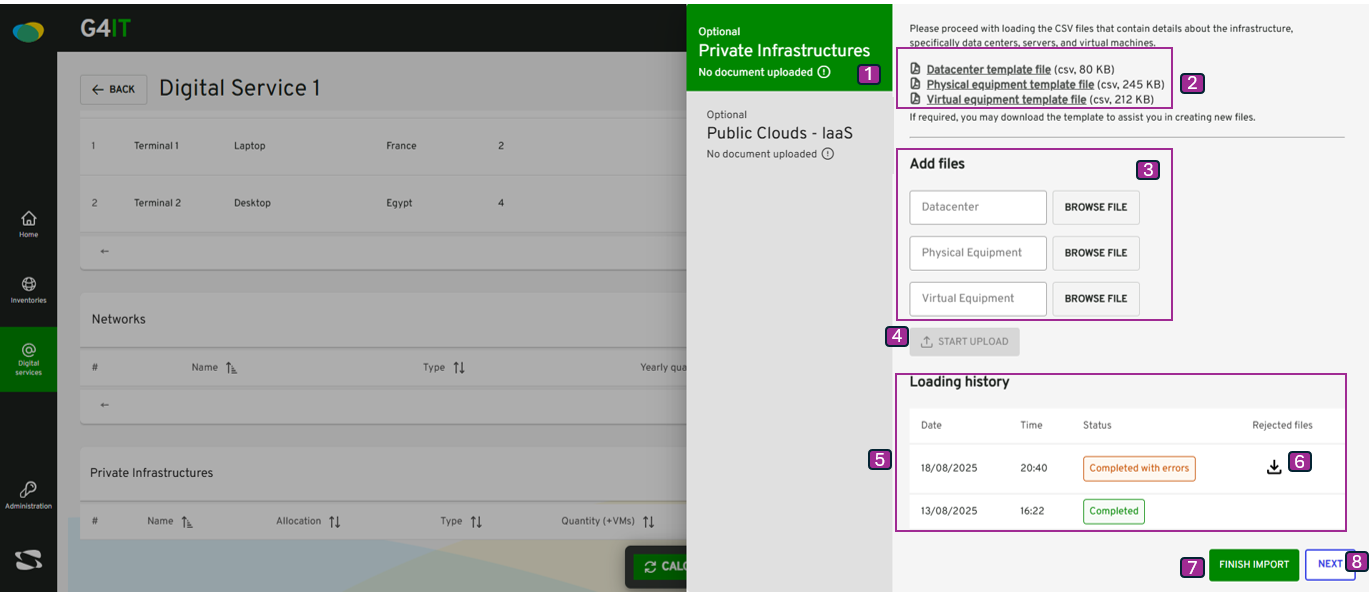 G4IT
← BACK
Digital Service 1
1 Terminal 1 Laptop France 2
2 Terminal 2 Desktop Egypt 4
←
Networks
# Name Type Yearly qua
←
Private Infrastructures
# Name Allocation Type Quantity (+VMs)
CALC
Home
Inventories
Digital
services
Administration
Optional
Private Infrastructures
No document uploaded
1
Optional
Public Clouds - IaaS
No document uploaded
Please proceed with loading the CSV files that contain details about the infrastructure,
specifically data centers, servers, and virtual machines.
Datacenter template file (csv, 80 KB)
Physical equipment template file (csv, 245 KB)
2
Virtual equipment template file (csv, 212 KB)
If required, you may download the template to assist you in creating new files.
Add files
3
Datacenter BROWSE FILE
Physical Equipment BROWSE FILE
Virtual Equipment BROWSE FILE
4
START UPLOAD
Loading history
Date Time Status Rejected files
5
18/08/2025 20:40 Completed with errors 6
13/08/2025 16:22 Completed
7
FINISH IMPORT
NEXT
8